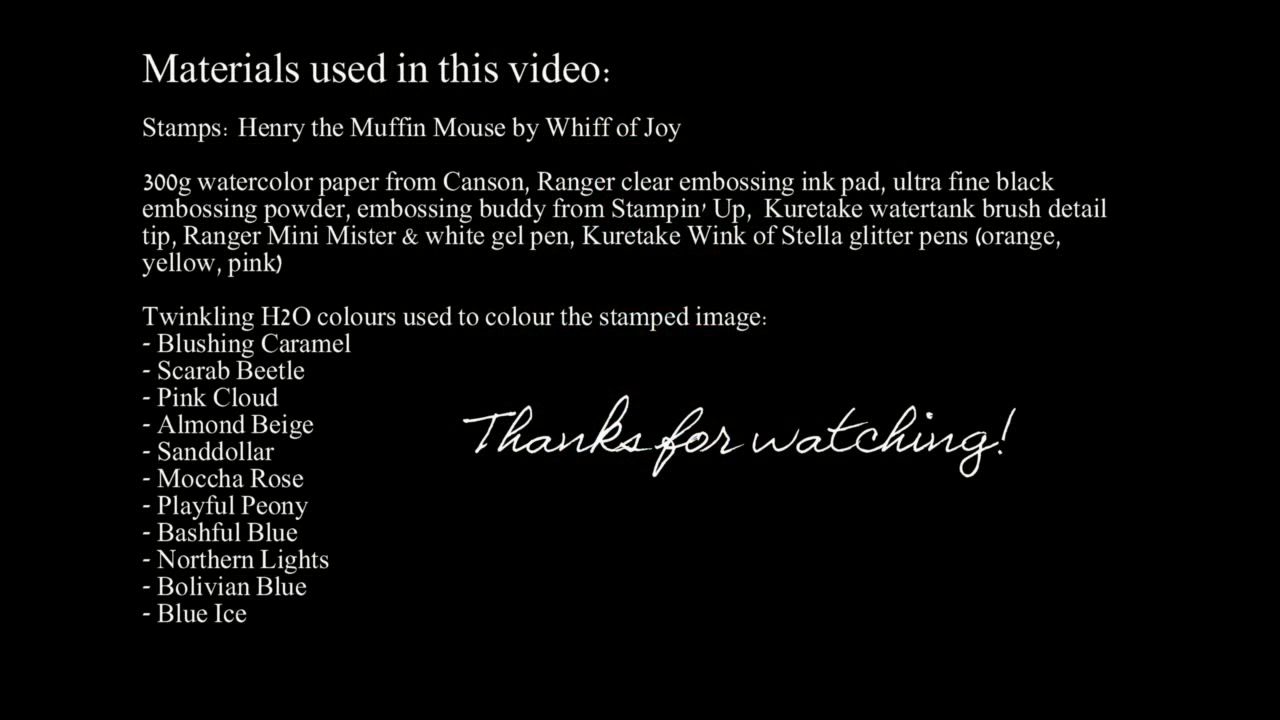 Materials used in this video:
Stamps: Henry the Muffin Mouse by Whiff of Joy
300g watercolor paper from Canson, Ranger clear embossing ink pad, ultra fine black
embossing powder, embossing buddy from Stampin' Up, Kuretake watertank brush detail
tip, Ranger Mini Mister & white gel pen, Kuretake Wink of Stella glitter pens (orange,
yellow, pink)
Twinkling H2O colours used to colour the stamped image:
- Blushing Caramel
- Scarab Beetle
- Pink Cloud
- Almond Beige
- Sanddollar
- Moccha Rose
- Playful Peony
- Bashful Blue
- Northern Lights
- Bolivian Blue
- Blue Ice
Thanks for watching!